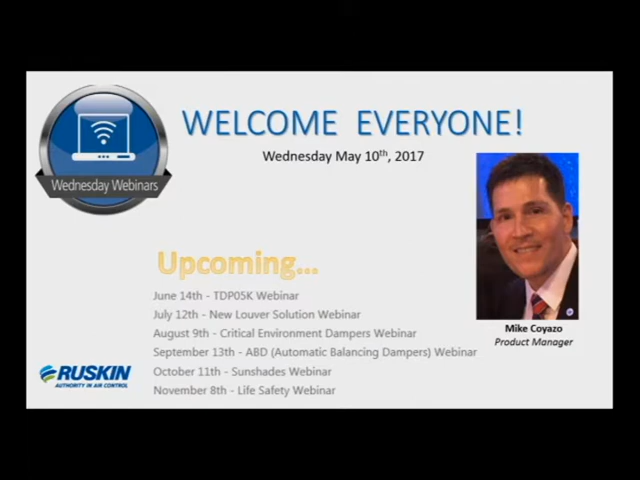 WELCOME EVERYONE!
Wednesday May 10th, 2017
Wednesday Webinars
Upcoming...
June 14th - TDP05K Webinar
July 12th - New Louver Solution Webinar
August 9th - Critical Environment Dampers Webinar
September 13th - ABD (Automatic Balancing Dampers) Webinar
October 11th - Sunshades Webinar
November 8th - Life Safety Webinar
Mike Coyazo
Product Manager
RUSKIN
AUTHORITY IN AIR CONTROL